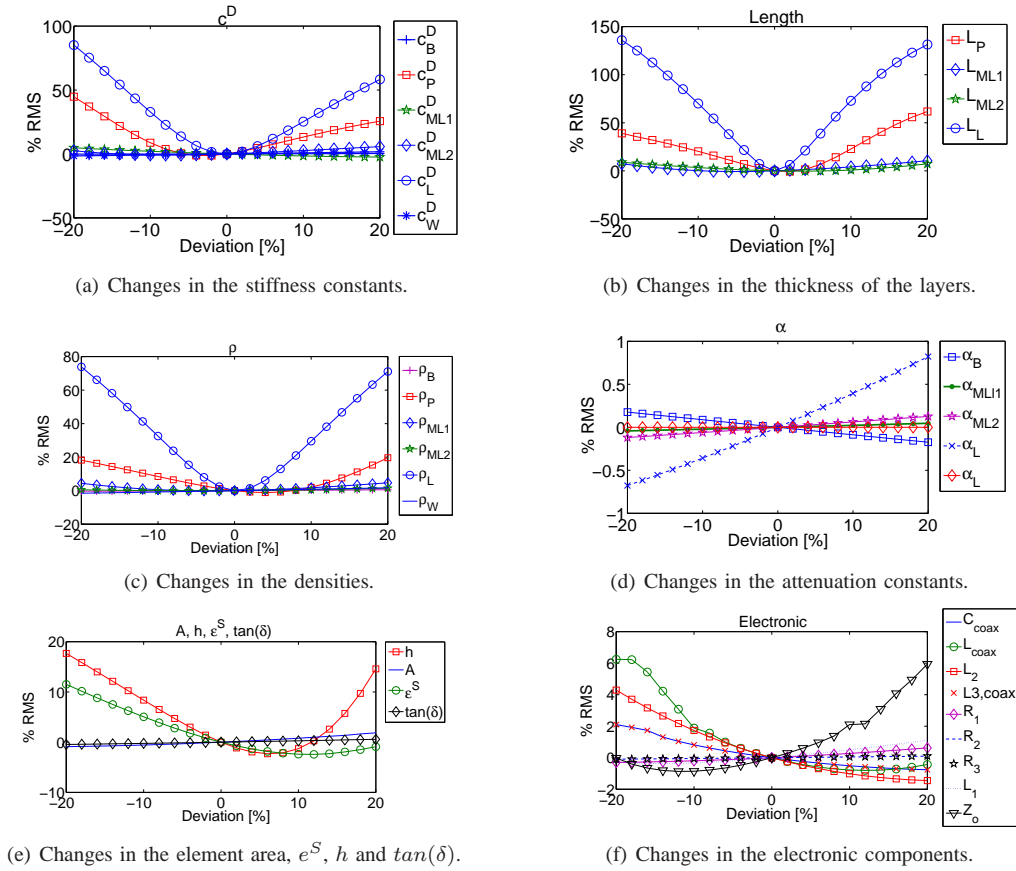 c^D
% RMS
100
50
0
−50
−20
−10
0
10
20
Deviation [%]
c_B^D
c_P^D
c_ML1^D
c_ML2^D
c_L^D
c_W^D
(a) Changes in the stiffness constants.
Length
% RMS
150
100
50
0
−50
−20
−10
0
10
20
Deviation [%]
L_P
L_ML1
L_ML2
L_L
(b) Changes in the thickness of the layers.
ρ
% RMS
80
60
40
20
0
−20
−20
−10
0
10
20
Deviation [%]
ρ_B
ρ_P
ρ_ML1
ρ_ML2
ρ_L
ρ_W
(c) Changes in the densities.
α
% RMS
1
0.5
0
−0.5
−1
−20
−10
0
10
20
Deviation [%]
α_B
α_MLl1
α_ML2
α_L
α_L
(d) Changes in the attenuation constants.
A, h, ε^S, tan(δ)
% RMS
20
10
0
−10
−20
−10
0
10
20
Deviation [%]
h
A
ε^S
tan(δ)
(e) Changes in the element area, e^S, h and tan(δ).
Electronic
% RMS
8
6
4
2
0
−2
−20
−10
0
10
20
Deviation [%]
C_coax
L_coax
L_2
L3,coax
R_1
R_2
R_3
L_1
Z_o
(f) Changes in the electronic components.